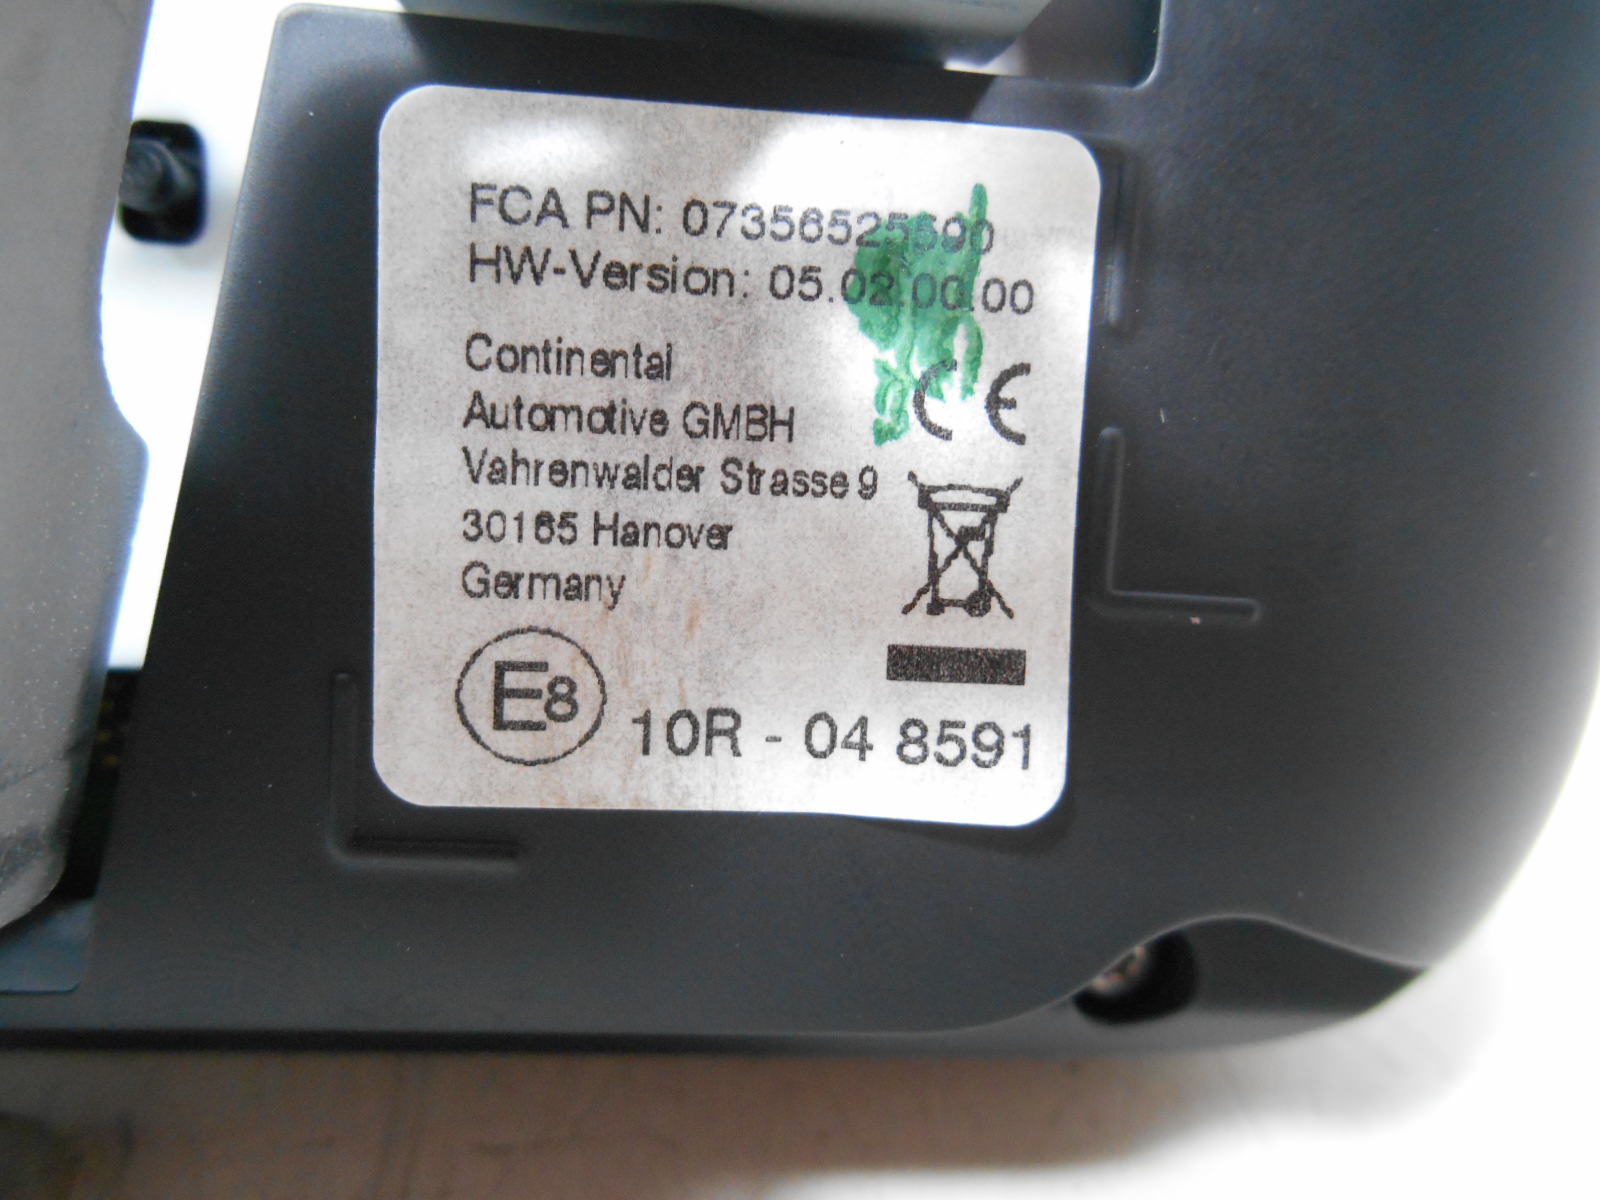 FCA PN: 07356525690
HW-Version: 05.02.00.00
Continental
Automotive GMBH
Vahrenwalder Strasse 9
30165 Hanover
Germany
CE
E8
10R - 04 8591